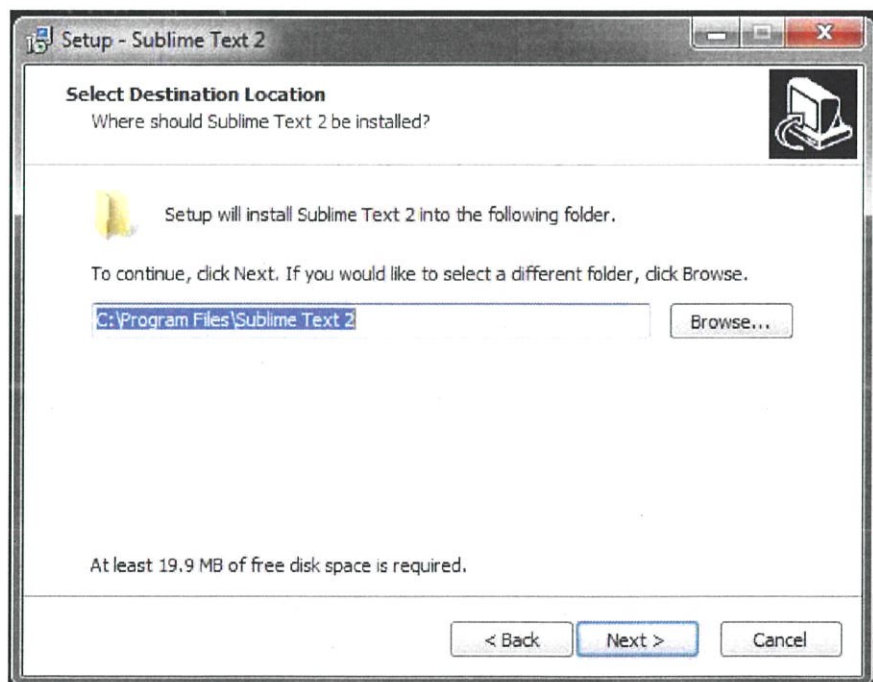 Setup - Sublime Text 2
Select Destination Location
Where should Sublime Text 2 be installed?
Setup will install Sublime Text 2 into the following folder.
To continue, click Next. If you would like to select a different folder, click Browse.
C:\Program Files\Sublime Text 2
Browse...
At least 19.9 MB of free disk space is required.
< Back
Next >
Cancel